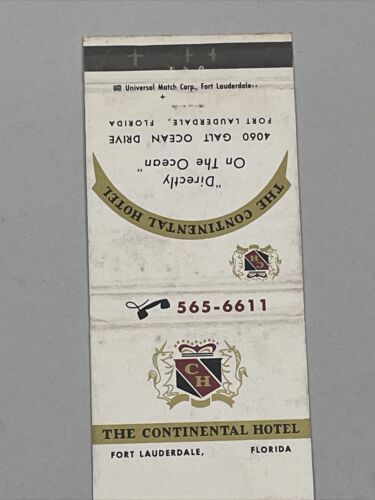 Universal Match Corp., Fort Lauderdale
THE CONTINENTAL HOTEL
"Directly
On The Ocean"
4060 GALT OCEAN DRIVE
FORT LAUDERDALE, FLORIDA
CH
565-6611
CH
THE CONTINENTAL HOTEL
FORT LAUDERDALE, FLORIDA